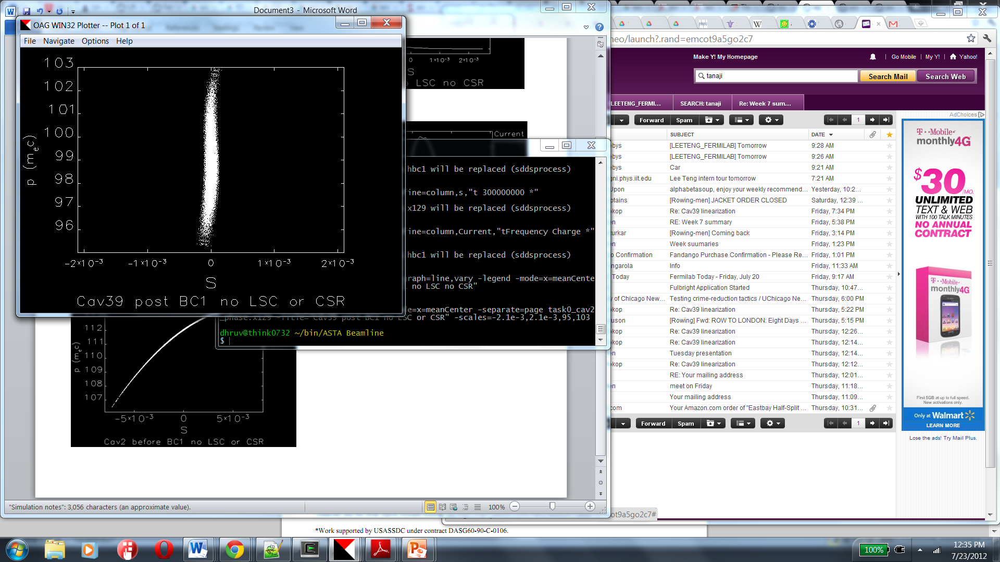 Document3 - Microsoft Word
OAG WIN32 Plotter -- Plot 1 of 1
File Navigate Options Help
103
102
101
100
99
98
97
96
p (mec)
-2×10-3 -1×10-3 0 1×10-3 2×10-3
S
Cav39 post BC1 no LSC or CSR
0 1×10-3 2×10-3
S
LSC no CSR
Current
hbc1 will be replaced (sddsprocess)
ine=column,s,"t 300000000 *"
x129 will be replaced (sddsprocess)
ine=column,Current,"tFrequency Charge *"
hbc1 will be replaced (sddsprocess)
raph=line,vary -legend -mode=x=meanCente
no LSC no CSR"
e=x=meanCenter -separate=page task0_cav2
_phase.x129 -title="Cav39 post BC1 no LSC or CSR" -scales=-2.1e-3,2.1e-3,95,103
dhruv@think0732 ~/bin/ASTA Beamline
$
112
111
110
109
108
107
p (mec)
-5×10-3 0 5×10-3
S
Cav2 before BC1 no LSC or CSR
"Simulation notes": 3,056 characters (an approximate value).
100%
*Work supported by USASSDC under contract DASG60-90-C-0106.
neo/launch?.rand=emcot9a5go2c7
Make Y! My Homepage
Go Mobile | My Y! | Yahoo!
tanaji
Search Mail
Search Web
LEETENG_FERMI... SEARCH: tanaji Re: Week 7 sum...
AdChoices
Forward Spam 1
SUBJECT DATE
bys [LEETENG_FERMILAB] Tomorrow 9:28 AM
bys [LEETENG_FERMILAB] Tomorrow 9:26 AM
bys Car 9:21 AM
gni.phys.iit.edu Lee Teng intern tour tomorrow 7:21 AM
Upon alphabetasoup, enjoy your weekly recommend... Yesterday, 10:2...
ptains [Rowing-men] JACKET ORDER CLOSED Saturday, 12:39 ...
kop Re: Cav39 linearization Friday, 7:34 PM
en RE: Week 7 summary Friday, 5:38 PM
urkar [Rowing-men] Coming back Friday, 3:14 PM
en Week suumaries Friday, 1:23 PM
o Confirmation Fandango Purchase Confirmation - Please Re... Friday, 1:01 PM
ngarola Info Friday, 11:33 AM
Today Fermilab Today - Friday, July 20 Friday, 9:17 AM
Fulbright Application Started Thursday, 10:47...
y of Chicago New... Testing crime-reduction tactics / UChicago Ne... Thursday, 6:00 PM
kop Re: Cav39 linearization Thursday, 5:22 PM
uson [Rowing] Fwd: ROW TO LONDON: Eight Days ... Thursday, 5:15 PM
kop Re: Cav39 linearization Thursday, 12:26...
kop Re: Cav39 linearization Thursday, 12:14...
en Tuesday presentation Thursday, 12:14...
kop Re: Cav39 linearization Thursday, 12:12...
RE: Your mailing address Thursday, 12:01...
en meet on Friday Thursday, 11:18...
Your mailing address Thursday, 11:09...
com Your Amazon.com order of "Eastbay Half-Split ... Thursday, 10:31...
Forward Spam 1
T··Mobile·
monthly4G
$30/MO.
UNLIMITED
TEXT & WEB
WITH 100 TALK MINUTES
NO ANNUAL
CONTRACT
T··Mobile·
monthly4G
First 5GB at up to full speed.
New activations only.
Only at Walmart
LEARN MORE
Lose the ads! Try Mail Plus.
cot9a5go2c7#
100%
12:35 PM
7/23/2012